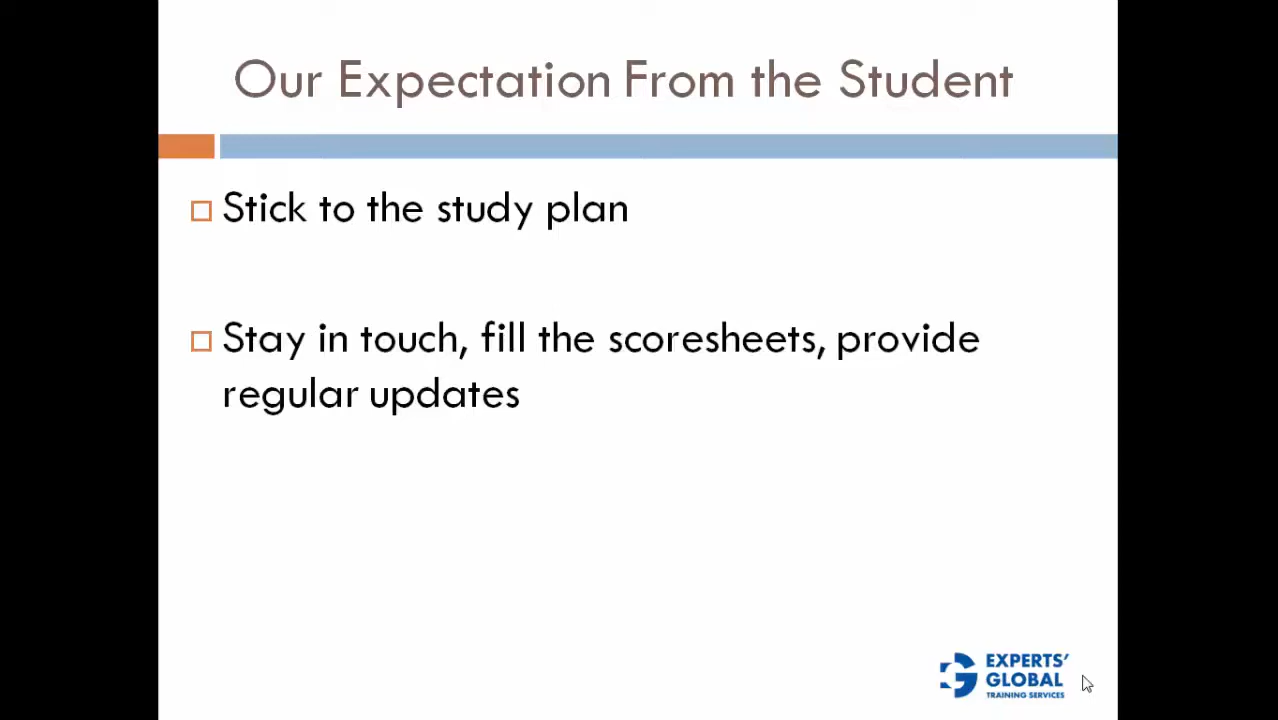 Our Expectation From the Student
Stick to the study plan
Stay in touch, fill the scoresheets, provide
regular updates
EXPERTS'
GLOBAL
TRAINING SERVICES